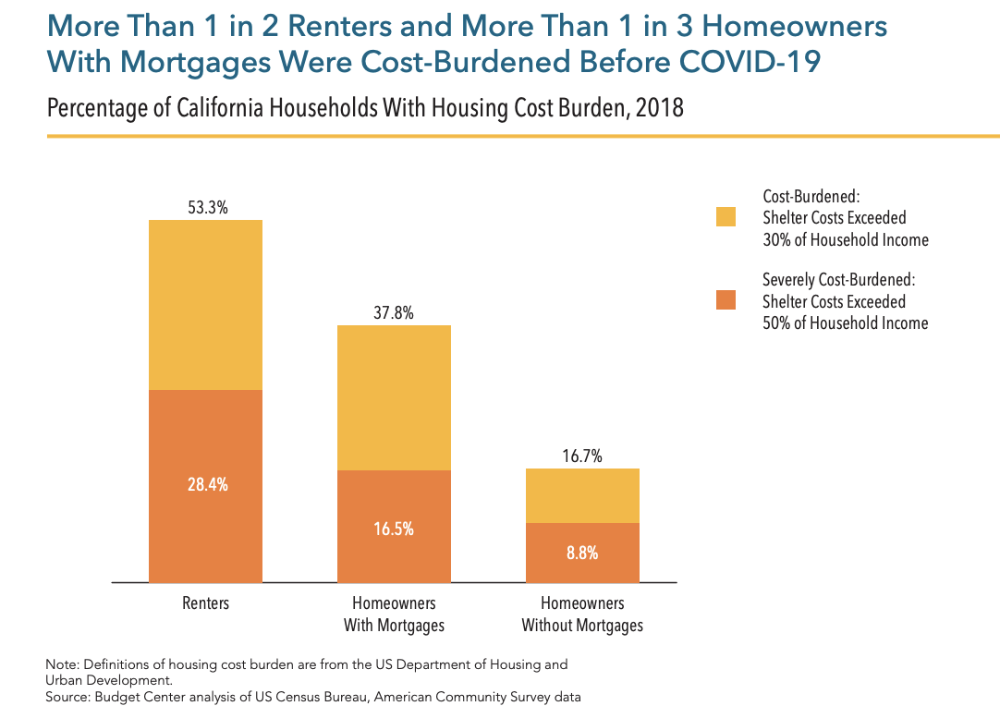 More Than 1 in 2 Renters and More Than 1 in 3 Homeowners
With Mortgages Were Cost-Burdened Before COVID-19
Percentage of California Households With Housing Cost Burden, 2018
53.3%
37.8%
16.7%
28.4%
16.5%
8.8%
Renters
Homeowners
With Mortgages
Homeowners
Without Mortgages
Cost-Burdened:
Shelter Costs Exceeded
30% of Household Income
Severely Cost-Burdened:
Shelter Costs Exceeded
50% of Household Income
Note: Definitions of housing cost burden are from the US Department of Housing and
Urban Development.
Source: Budget Center analysis of US Census Bureau, American Community Survey data